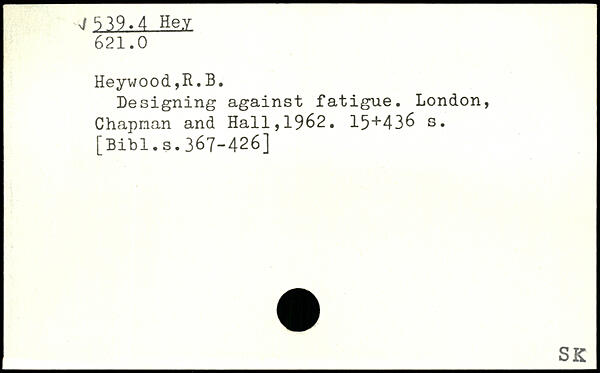 √ 539.4 Hey
621.0
Heywood,R.B.
Designing against fatigue. London,
Chapman and Hall,1962. 15+436 s.
[Bibl.s.367-426]
SK